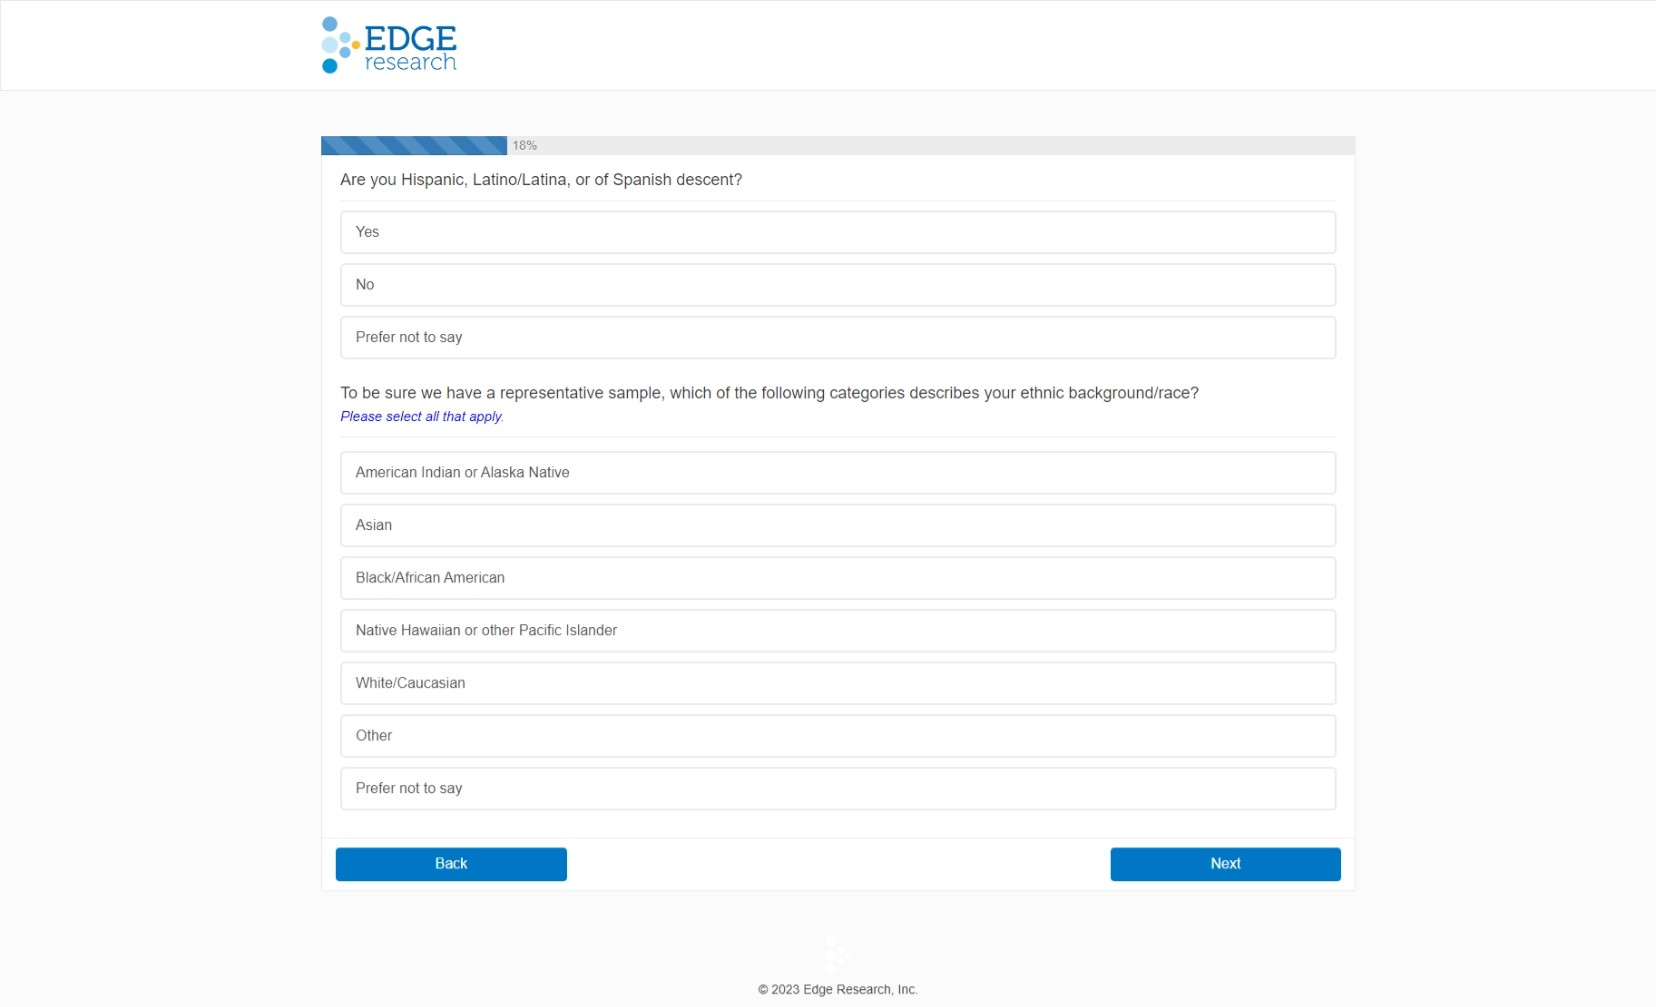 EDGE
research
18%
Are you Hispanic, Latino/Latina, or of Spanish descent?
Yes
No
Prefer not to say
To be sure we have a representative sample, which of the following categories describes your ethnic background/race?
Please select all that apply.
American Indian or Alaska Native
Asian
Black/African American
Native Hawaiian or other Pacific Islander
White/Caucasian
Other
Prefer not to say
Back
Next
© 2023 Edge Research, Inc.